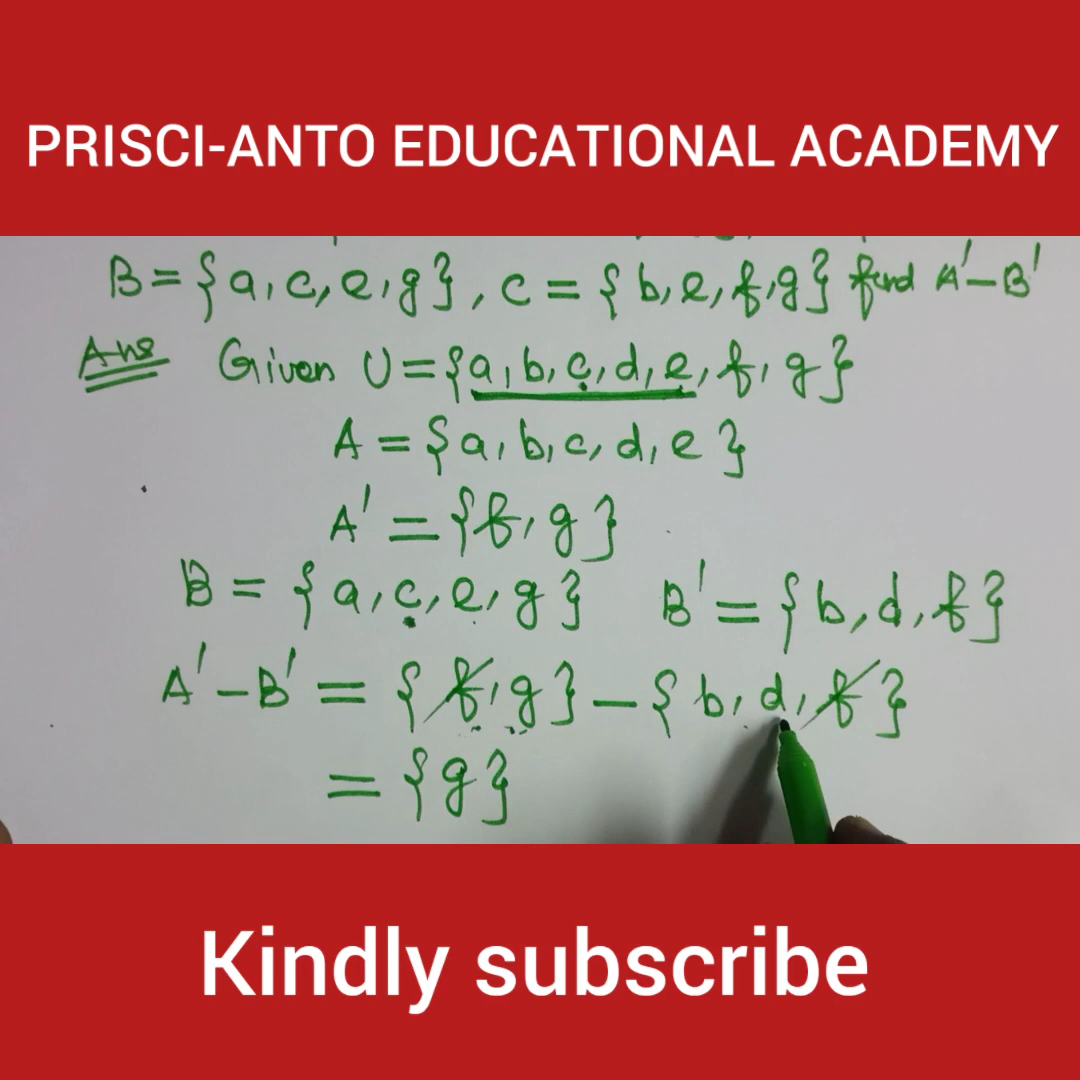 PRISCI-ANTO EDUCATIONAL ACADEMY
B = {a, c, e, g}, C = {b, e, f, g} find A' - B'
Ans Given U = {a, b, c, d, e, f, g}
A = {a, b, c, d, e}
A' = {f, g}
B = {a, c, e, g} B' = {b, d, f}
A' - B' = {f, g} - {b, d, f}
= {g}
Kindly subscribe